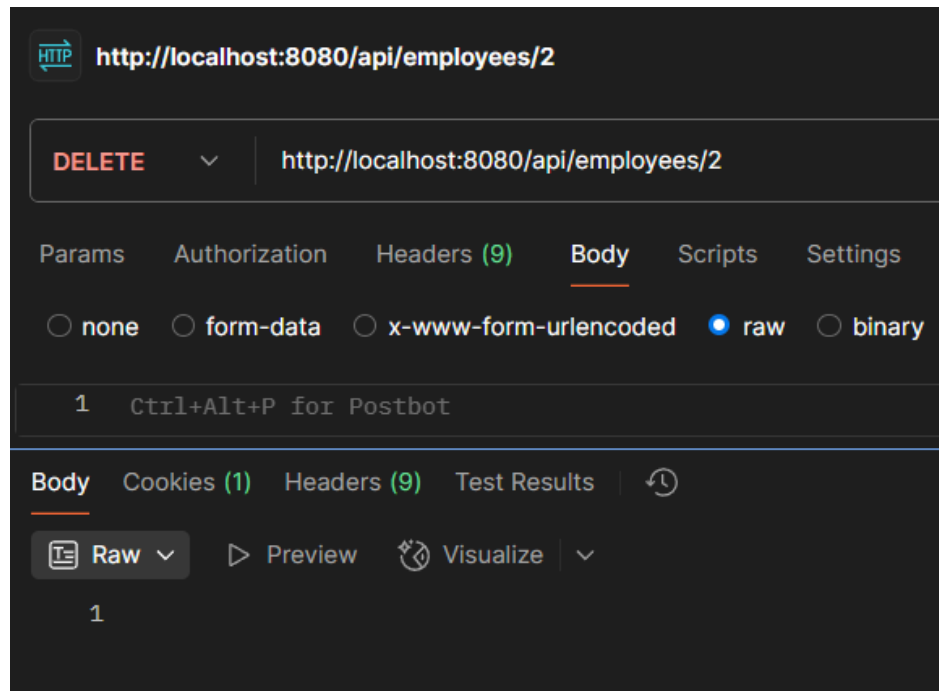 HTTP http://localhost:8080/api/employees/2
DELETE http://localhost:8080/api/employees/2
Params Authorization Headers (9) Body Scripts Settings
none form-data x-www-form-urlencoded raw binary
1 Ctrl+Alt+P for Postbot
Body Cookies (1) Headers (9) Test Results
Raw Preview Visualize
1